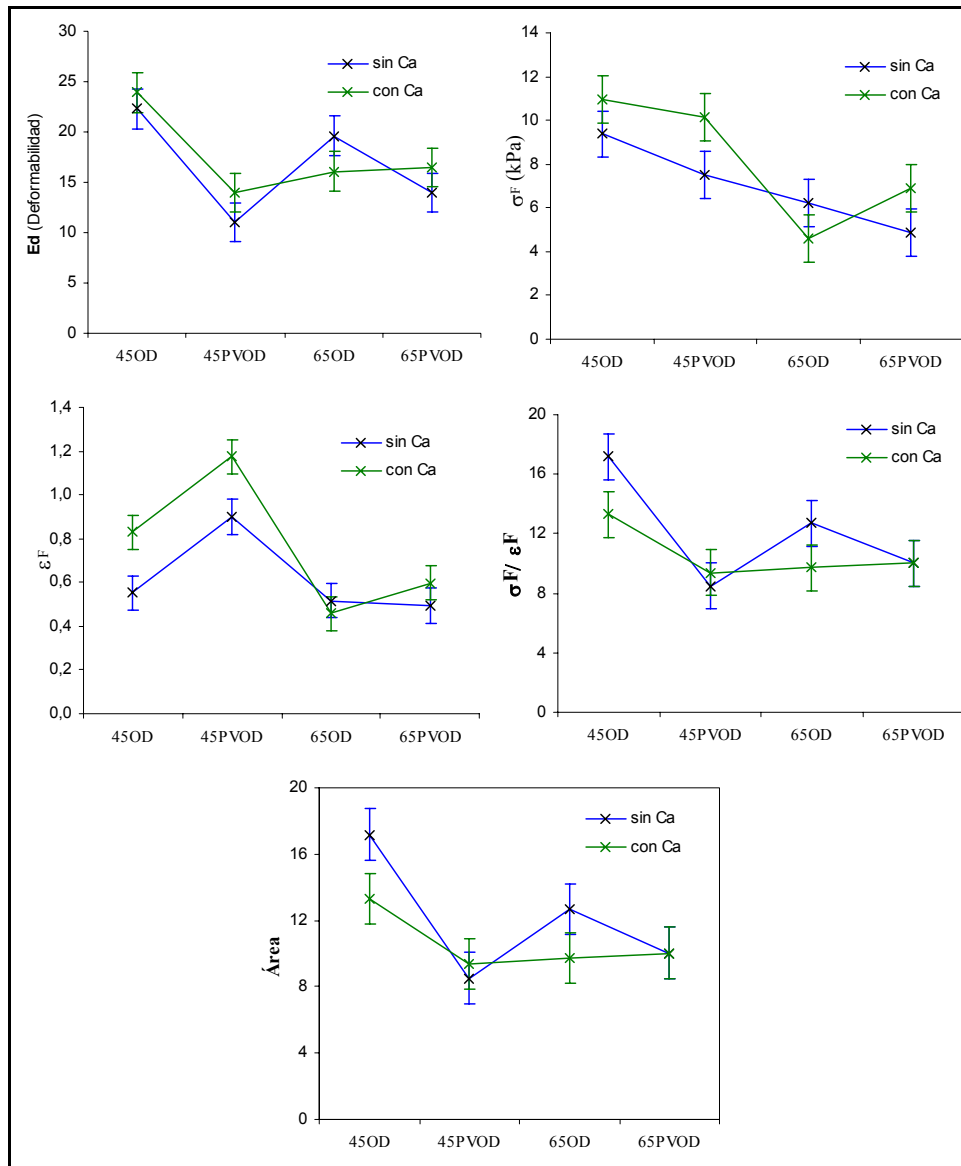 30
25
20
15
10
5
0
Ed (Deformabilidad)
sin Ca
con Ca
45OD 45PVOD 65OD 65PVOD
14
12
10
8
6
4
2
0
σF (kPa)
sin Ca
con Ca
45OD 45PVOD 65OD 65PVOD
1,4
1,2
1,0
0,8
0,6
0,4
0,2
0,0
εF
sin Ca
con Ca
45OD 45PVOD 65OD 65PVOD
20
16
12
8
4
0
σF/ εF
sin Ca
con Ca
45OD 45PVOD 65OD 65PVOD
20
16
12
8
4
0
Área
sin Ca
con Ca
45OD 45PVOD 65OD 65PVOD